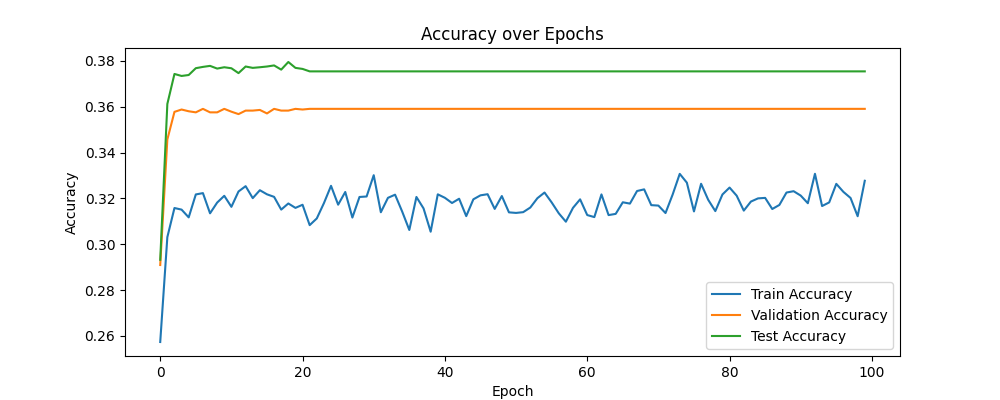 Accuracy over Epochs
Accuracy
0.38
0.36
0.34
0.32
0.30
0.28
0.26
Train Accuracy
Validation Accuracy
Test Accuracy
0 20 40 60 80 100
Epoch